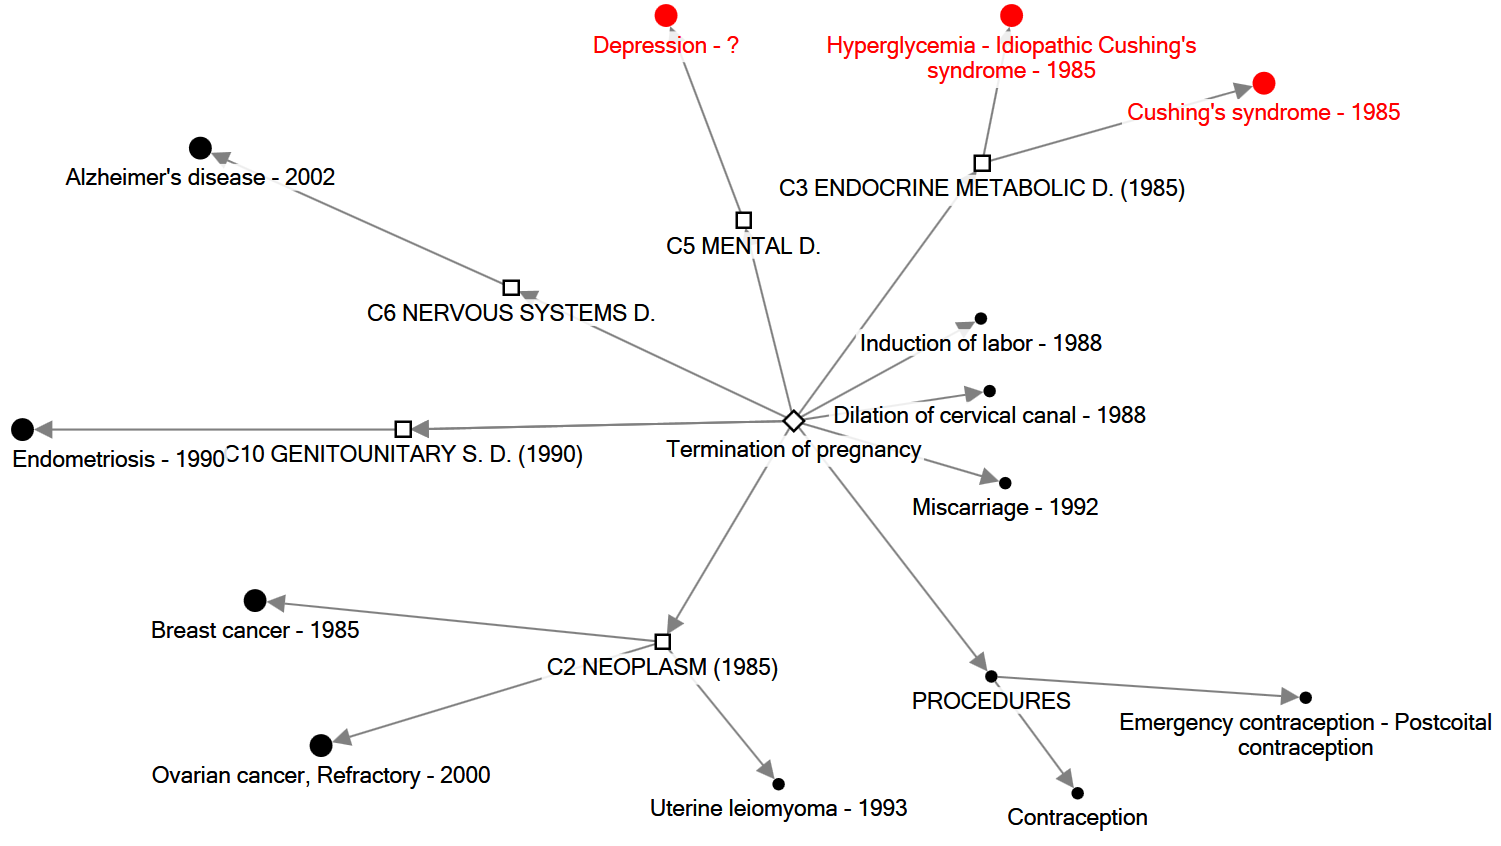 Depression - ?
Hyperglycemia - Idiopathic Cushing's
syndrome - 1985
Cushing's syndrome - 1985
Alzheimer's disease - 2002
C3 ENDOCRINE METABOLIC D. (1985)
C5 MENTAL D.
C6 NERVOUS SYSTEMS D.
Induction of labor - 1988
Dilation of cervical canal - 1988
Termination of pregnancy
Endometriosis - 1990
C10 GENITOUNITARY S. D. (1990)
Miscarriage - 1992
Breast cancer - 1985
C2 NEOPLASM (1985)
PROCEDURES
Emergency contraception - Postcoital
contraception
Ovarian cancer, Refractory - 2000
Uterine leiomyoma - 1993
Contraception